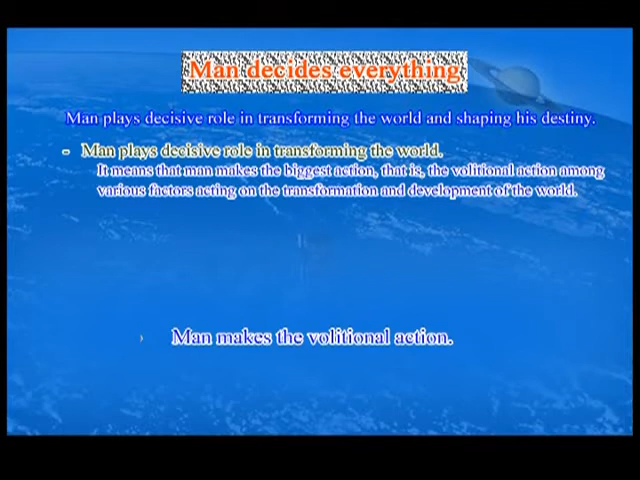 Man decides everything
Man plays decisive role in transforming the world and shaping his destiny.
- Man plays decisive role in transforming the world.
It means that man makes the biggest action, that is, the volitional action among
various factors acting on the transformation and development of the world.
Man makes the volitional action.